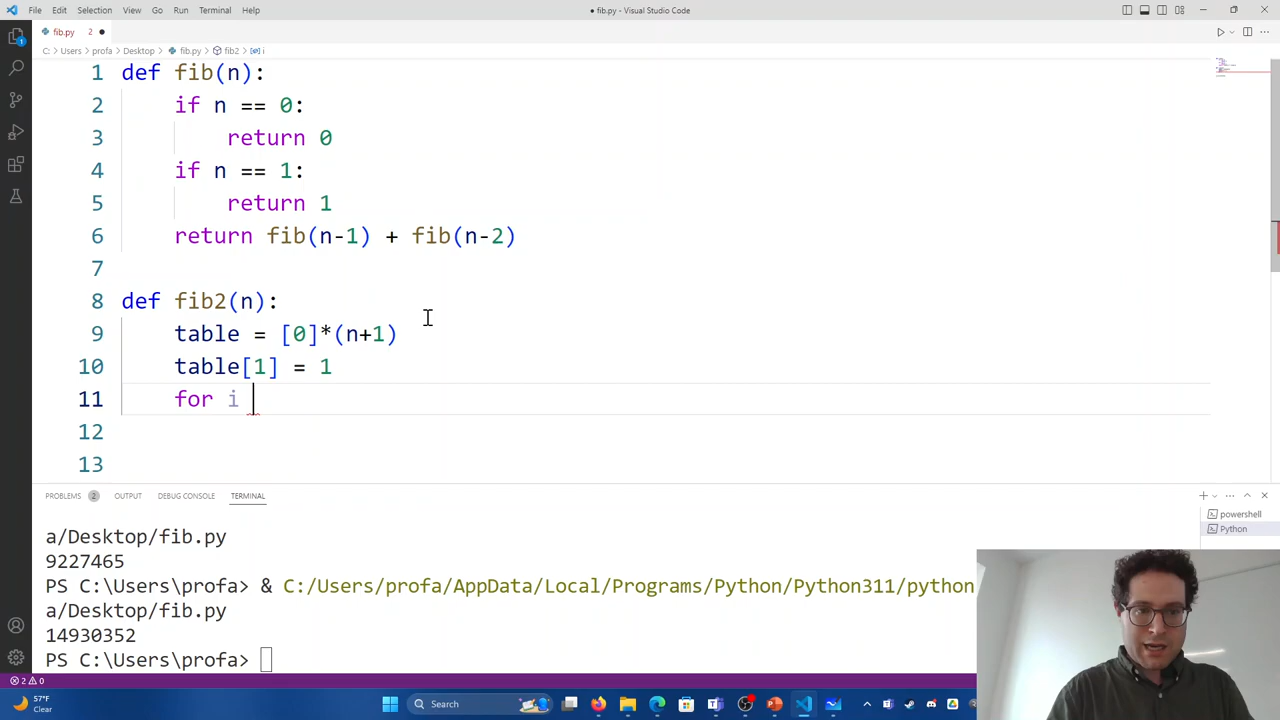 File Edit Selection View Go Run Terminal Help
● fib.py - Visual Studio Code
fib.py 2 ●
C: > Users > profa > Desktop > fib.py > fib2 > i
1 def fib(n):
2 if n == 0:
3 return 0
4 if n == 1:
5 return 1
6 return fib(n-1) + fib(n-2)
7
8 def fib2(n):
9 table = [0]*(n+1)
10 table[1] = 1
11 for i
12
13
PROBLEMS 2 OUTPUT DEBUG CONSOLE TERMINAL
powershell
Python
a/Desktop/fib.py
9227465
PS C:\Users\profa> & C:/Users/profa/AppData/Local/Programs/Python/Python311/python
a/Desktop/fib.py
14930352
PS C:\Users\profa>
2 0
57°F
Clear
Search